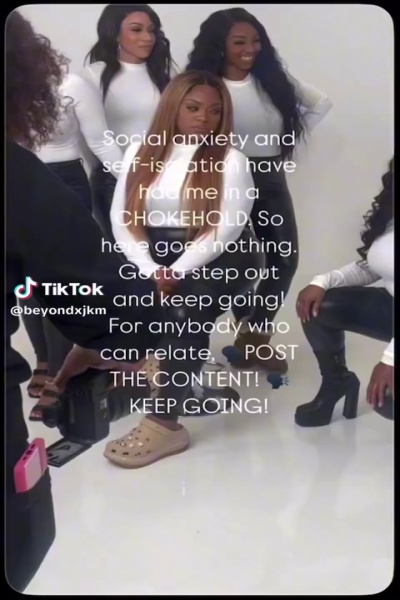 Social anxiety and
self-isolation have
had me in a
CHOKEHOLD. So
here goes nothing.
Gotta step out
and keep going!
For anybody who
can relate, 🗣️ POST
THE CONTENT! 🗣️
KEEP GOING!
TikTok
@beyondxjkm